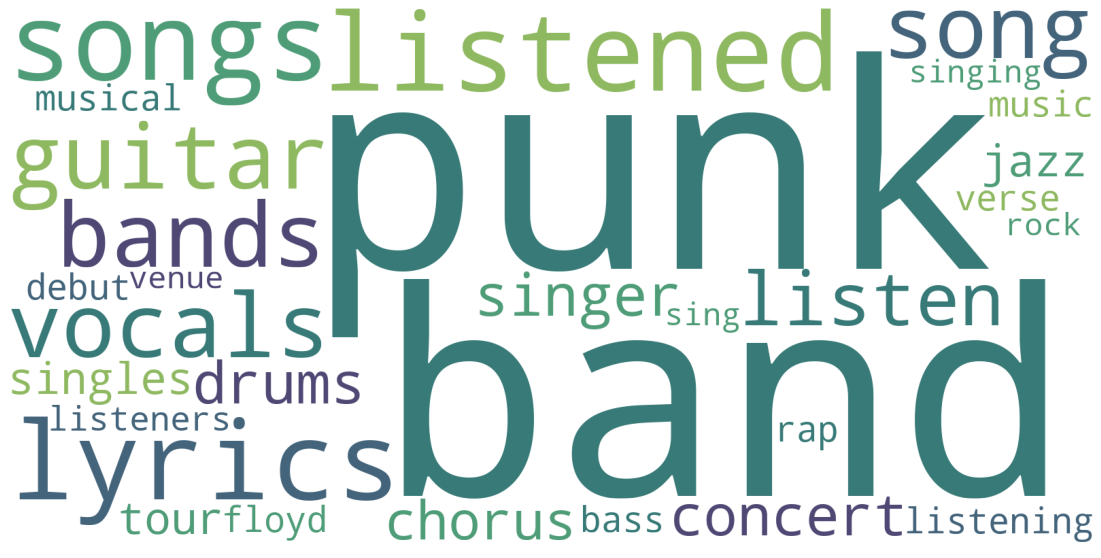 songs
listened
song
singing
musical
music
punk
guitar
jazz
verse
bands
rock
debut
venue
singer
sing
listen
vocals
band
singles
drums
listeners
rap
lyrics
tour
floyd
chorus
bass
concert
listening